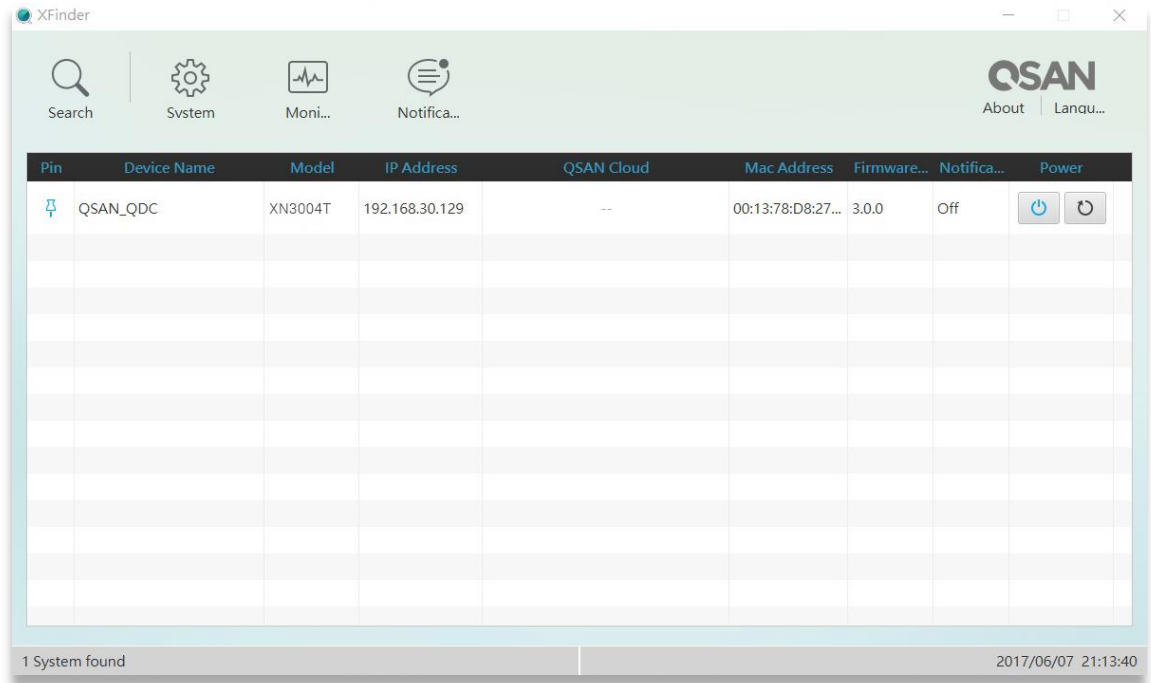 XFinder
QSAN
Search System Moni... Notifica... About Langu...
Pin Device Name Model IP Address QSAN Cloud Mac Address Firmware... Notifica... Power
QSAN_QDC XN3004T 192.168.30.129 -- 00:13:78:D8:27... 3.0.0 Off
1 System found 2017/06/07 21:13:40